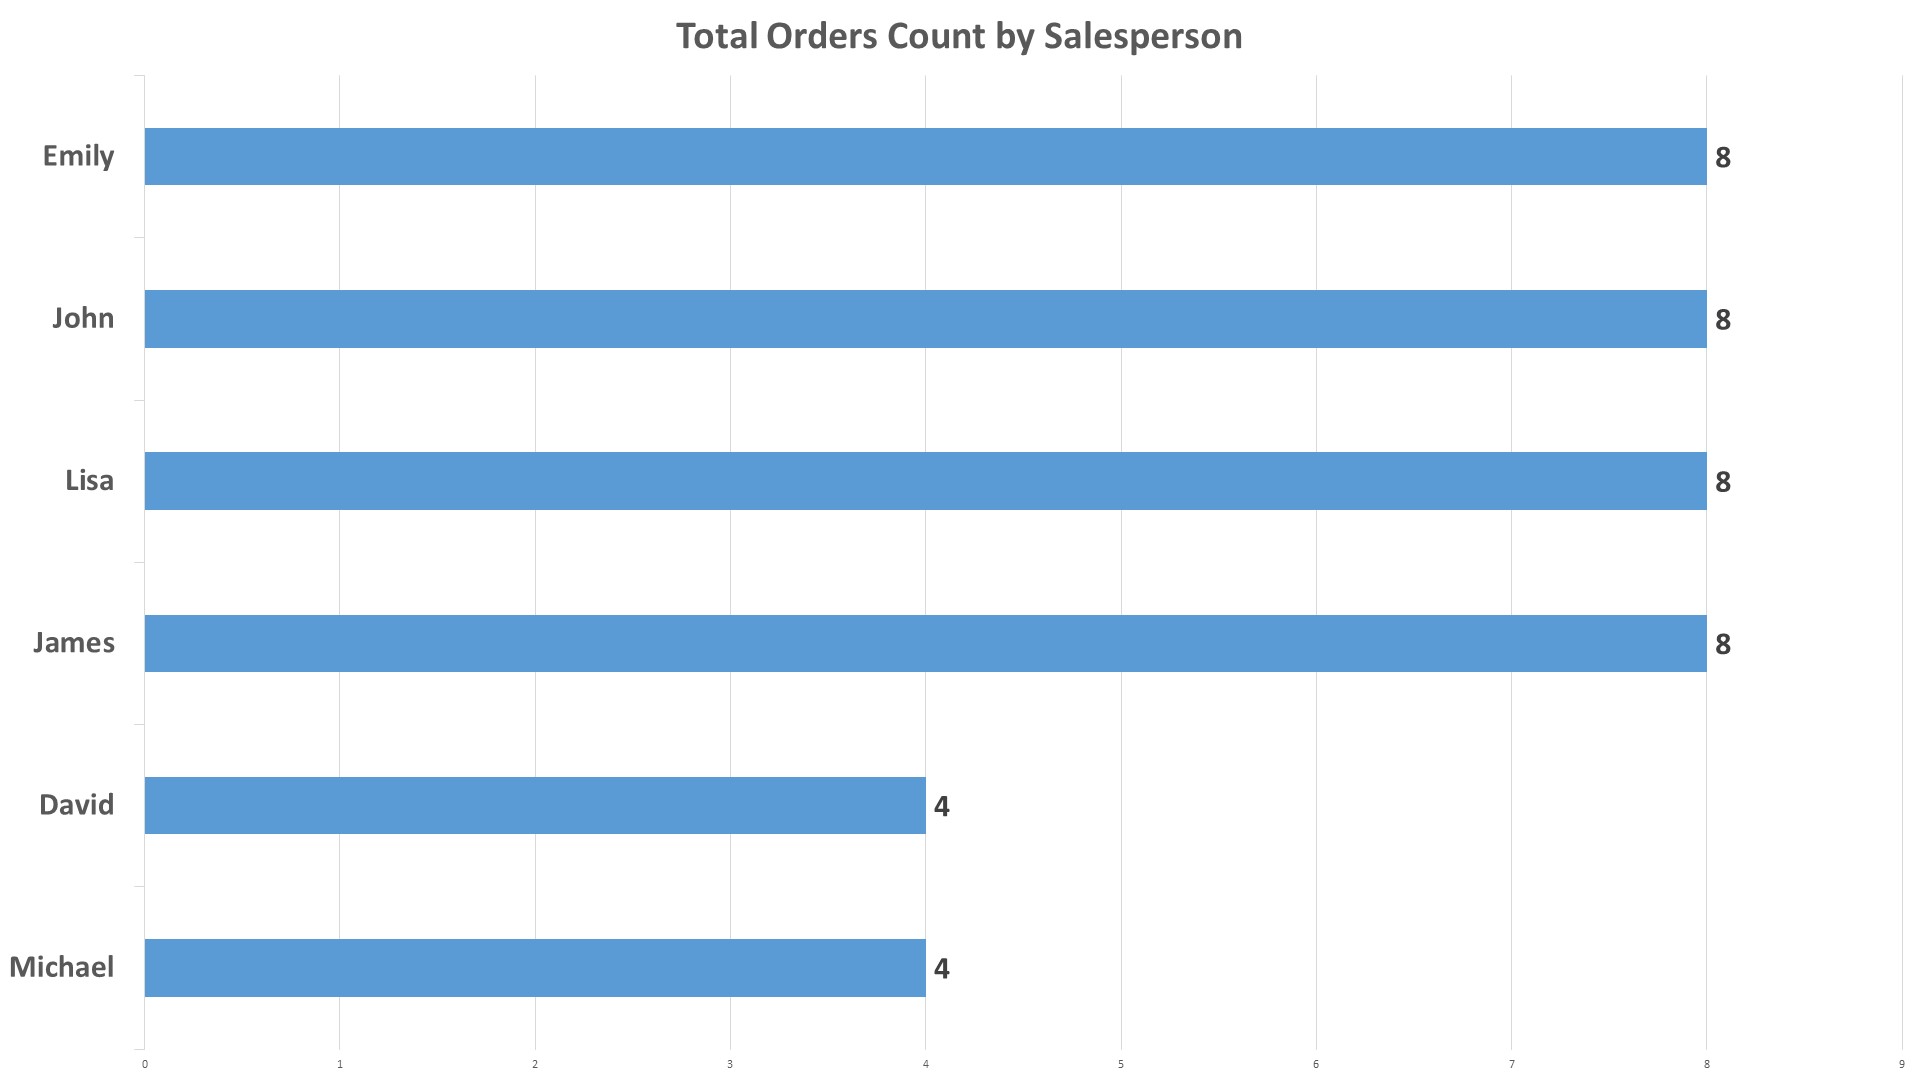 Total Orders Count by Salesperson
Emily 8
John 8
Lisa 8
James 8
David 4
Michael 4
0 1 2 3 4 5 6 7 8 9